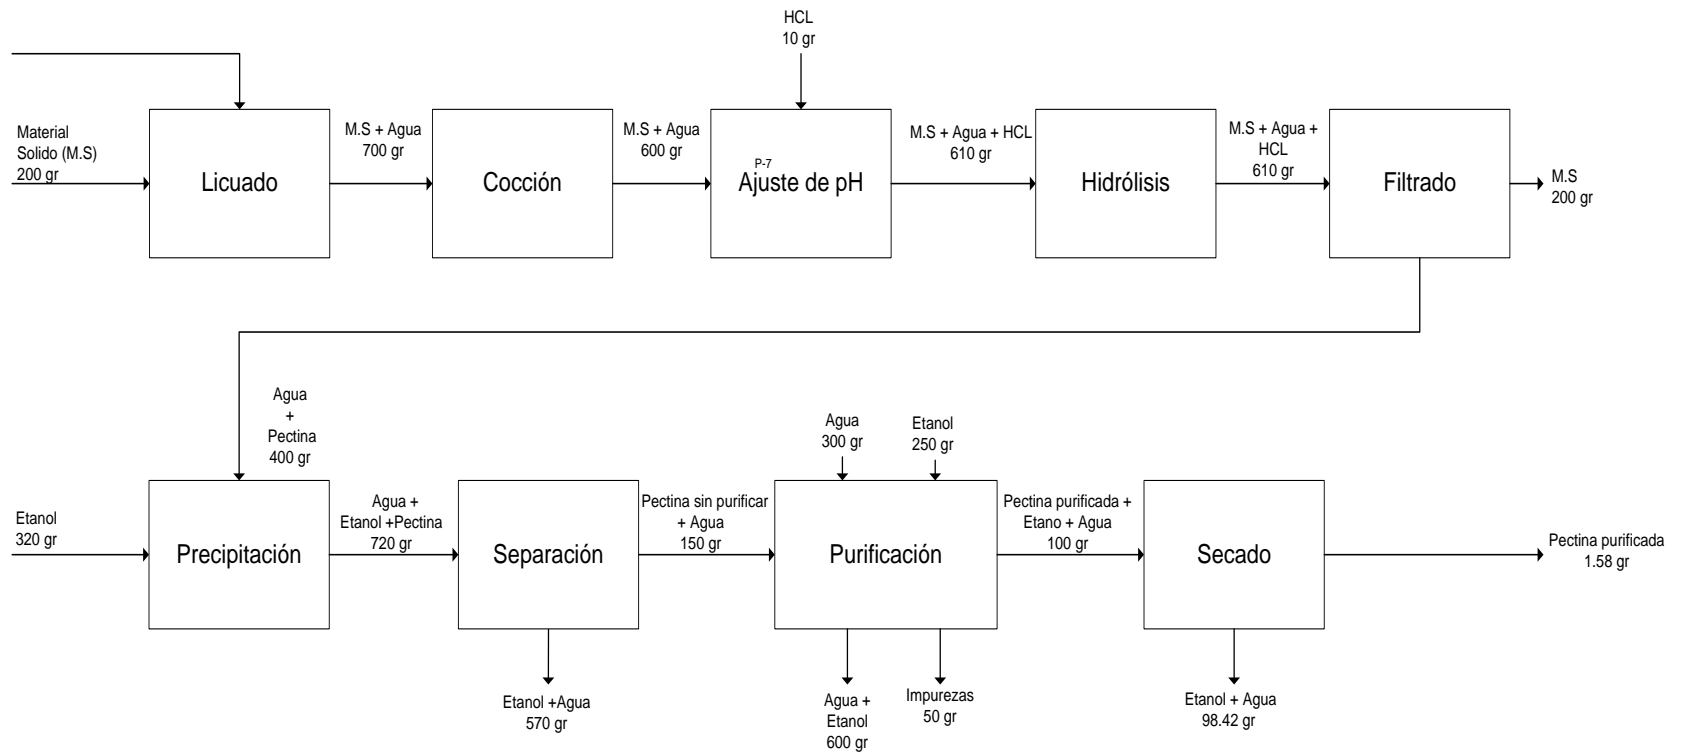 HCL
10 gr
Material
Solido (M.S)
200 gr
Licuado
M.S + Agua
700 gr
Cocción
M.S + Agua
600 gr
P-7
Ajuste de pH
M.S + Agua + HCL
610 gr
Hidrólisis
M.S + Agua +
HCL
610 gr
Filtrado
M.S
200 gr
Agua
+
Pectina
400 gr
Etanol
320 gr
Precipitación
Agua +
Etanol +Pectina
720 gr
Separación
Etanol +Agua
570 gr
Pectina sin purificar
+ Agua
150 gr
Agua
300 gr
Etanol
250 gr
Purificación
Agua +
Etanol
600 gr
Impurezas
50 gr
Pectina purificada +
Etano + Agua
100 gr
Secado
Etanol + Agua
98.42 gr
Pectina purificada
1.58 gr